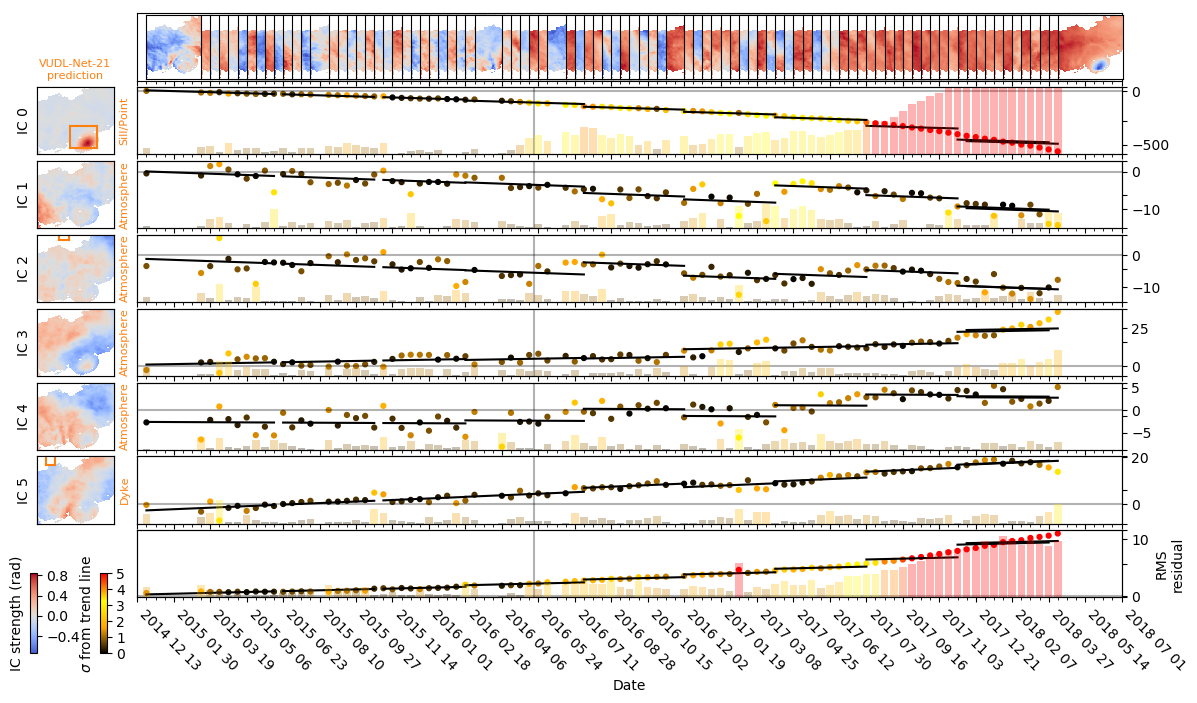 VUDL-Net-21
prediction
IC 0
Sill/Point
0
−500
IC 1
Atmosphere
0
−10
IC 2
Atmosphere
0
−10
IC 3
Atmosphere
25
0
IC 4
Atmosphere
5
0
−5
IC 5
Dyke
20
0
10
0
RMS
residual
IC strength (rad)
0.8
0.4
0.0
−0.4
σ from trend line
5
4
3
2
1
0
2014 12 13
2015 01 30
2015 03 19
2015 05 06
2015 06 23
2015 08 10
2015 09 27
2015 11 14
2016 01 01
2016 02 18
2016 04 06
2016 05 24
2016 07 11
2016 08 28
2016 10 15
2016 12 02
2017 01 19
2017 03 08
2017 04 25
2017 06 12
2017 07 30
2017 09 16
2017 11 03
2017 12 21
2018 02 07
2018 03 27
2018 05 14
2018 07 01
Date